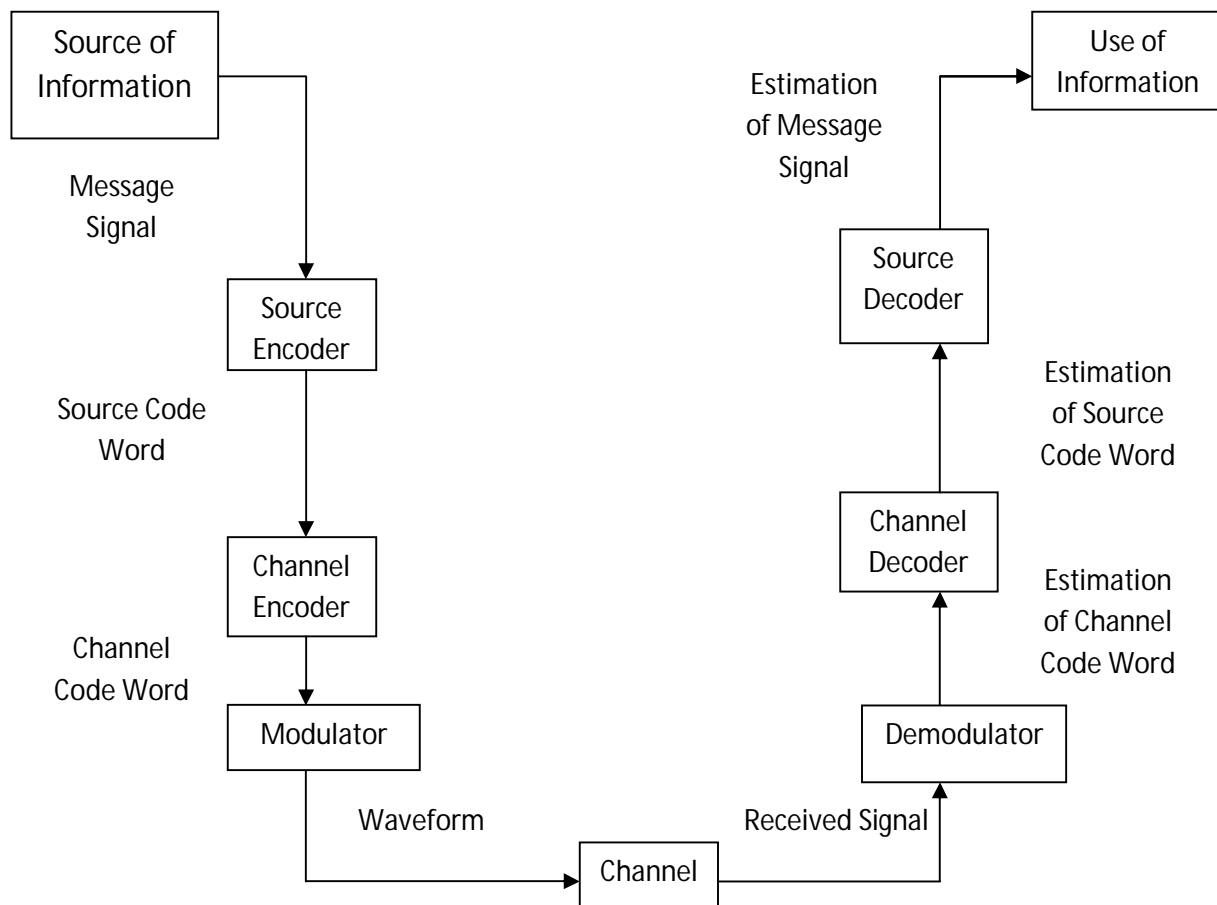 Source of
Information
Message
Signal
Source
Encoder
Source Code
Word
Channel
Encoder
Channel
Code Word
Modulator
Waveform
Channel
Received Signal
Demodulator
Estimation
of Channel
Code Word
Channel
Decoder
Estimation
of Source
Code Word
Source
Decoder
Estimation
of Message
Signal
Use of
Information